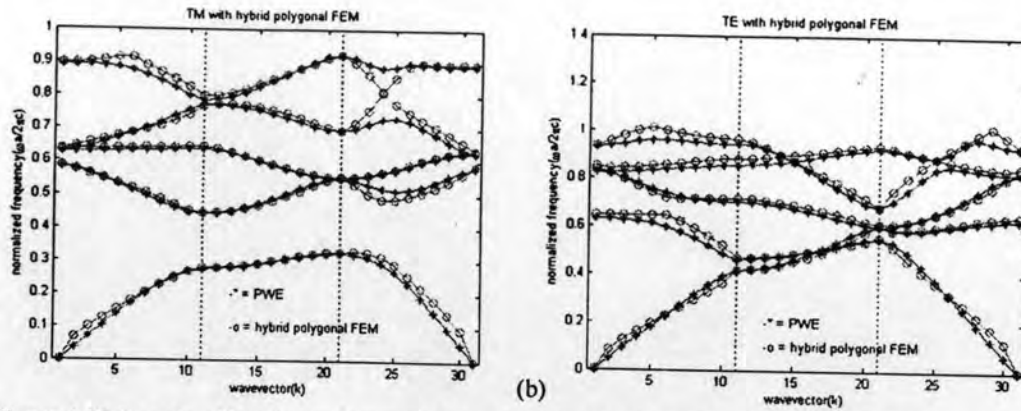 TM with hybrid polygonal FEM
normalized frequency(ωa/2πc)
1
0.9
0.8
0.7
0.6
0.5
0.4
0.3
0.2
0.1
0
5
10
15
20
25
30
wavevector(k)
* = PWE
o = hybrid polygonal FEM
(b)
TE with hybrid polygonal FEM
normalized frequency(ωa/2πc)
1.4
1.2
1
0.8
0.6
0.4
0.2
0
5
10
15
20
25
30
wavevector(k)
* = PWE
o = hybrid polygonal FEM